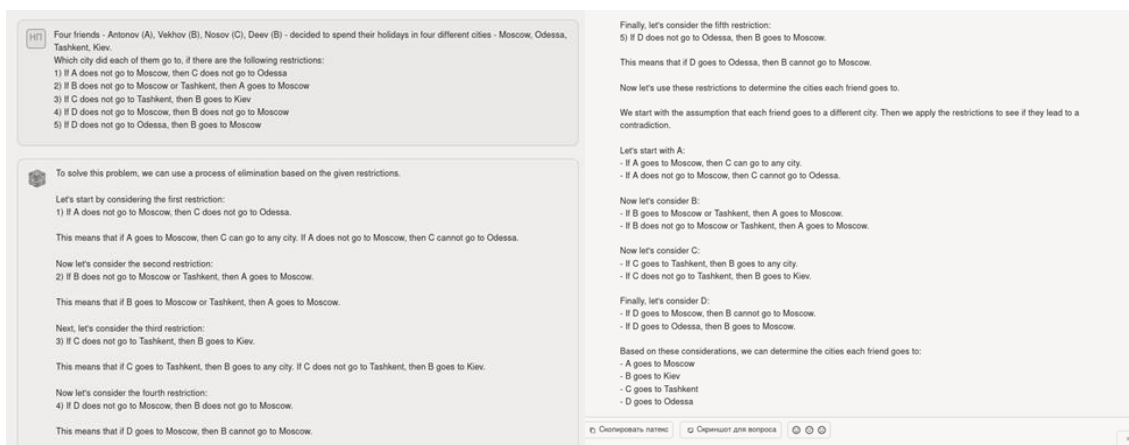 НП
Four friends - Antonov (A), Vekhov (B), Nosov (C), Deev (B) - decided to spend their holidays in four different cities - Moscow, Odessa,
Tashkent, Kiev.
Which city did each of them go to, if there are the following restrictions:
1) If A does not go to Moscow, then C does not go to Odessa
2) If B does not go to Moscow or Tashkent, then A goes to Moscow
3) If C does not go to Tashkent, then B goes to Kiev
4) If D does not go to Moscow, then B does not go to Moscow
5) If D does not go to Odessa, then B goes to Moscow
To solve this problem, we can use a process of elimination based on the given restrictions.
Let's start by considering the first restriction:
1) If A does not go to Moscow, then C does not go to Odessa.
This means that if A goes to Moscow, then C can go to any city. If A does not go to Moscow, then C cannot go to Odessa.
Now let's consider the second restriction:
2) If B does not go to Moscow or Tashkent, then A goes to Moscow.
This means that if B goes to Moscow or Tashkent, then A goes to Moscow.
Next, let's consider the third restriction:
3) If C does not go to Tashkent, then B goes to Kiev.
This means that if C goes to Tashkent, then B goes to any city. If C does not go to Tashkent, then B goes to Kiev.
Now let's consider the fourth restriction:
4) If D does not go to Moscow, then B does not go to Moscow.
This means that if D goes to Moscow, then B cannot go to Moscow.
Finally, let's consider the fifth restriction:
5) If D does not go to Odessa, then B goes to Moscow.
This means that if D goes to Odessa, then B cannot go to Moscow.
Now let's use these restrictions to determine the cities each friend goes to.
We start with the assumption that each friend goes to a different city. Then we apply the restrictions to see if they lead to a
contradiction.
Let's start with A:
- If A goes to Moscow, then C can go to any city.
- If A does not go to Moscow, then C cannot go to Odessa.
Now let's consider B:
- If B goes to Moscow or Tashkent, then A goes to Moscow.
- If B does not go to Moscow or Tashkent, then A goes to Moscow.
Now let's consider C:
- If C goes to Tashkent, then B goes to any city.
- If C does not go to Tashkent, then B goes to Kiev.
Finally, let's consider D:
- If D goes to Moscow, then B cannot go to Moscow.
- If D goes to Odessa, then B goes to Moscow.
Based on these considerations, we can determine the cities each friend goes to:
- A goes to Moscow
- B goes to Kiev
- C goes to Tashkent
- D goes to Odessa
Скопировать латекс
Скриншот для вопроса